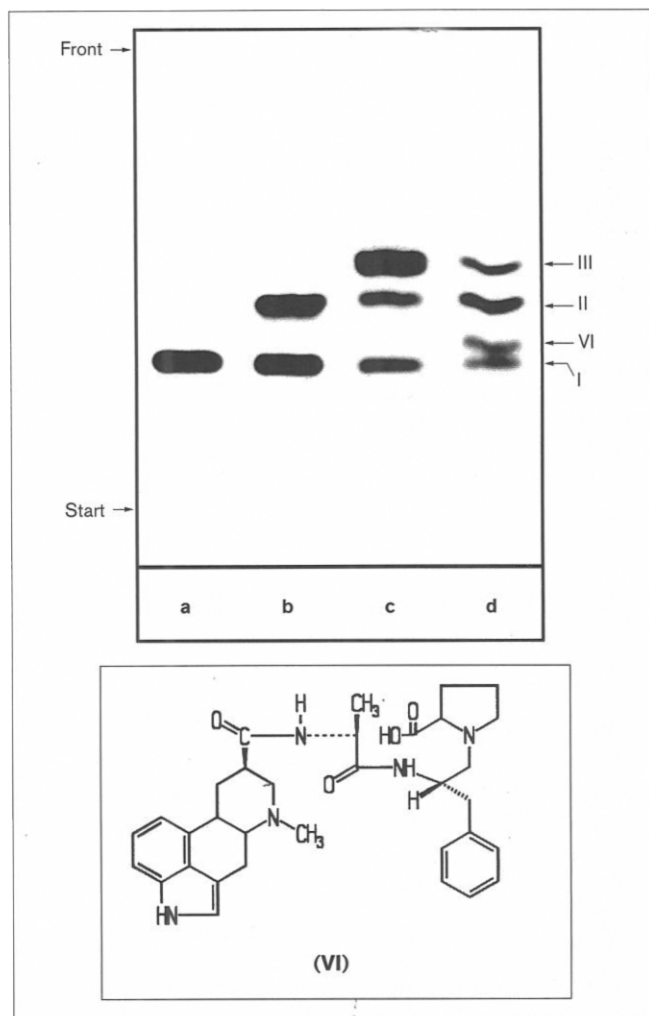 Front →
III
II
VI
I
Start →
a b c d
H
O
C
N
CH3
O
NH
O
HO
N
H
N
CH3
HN
(VI)